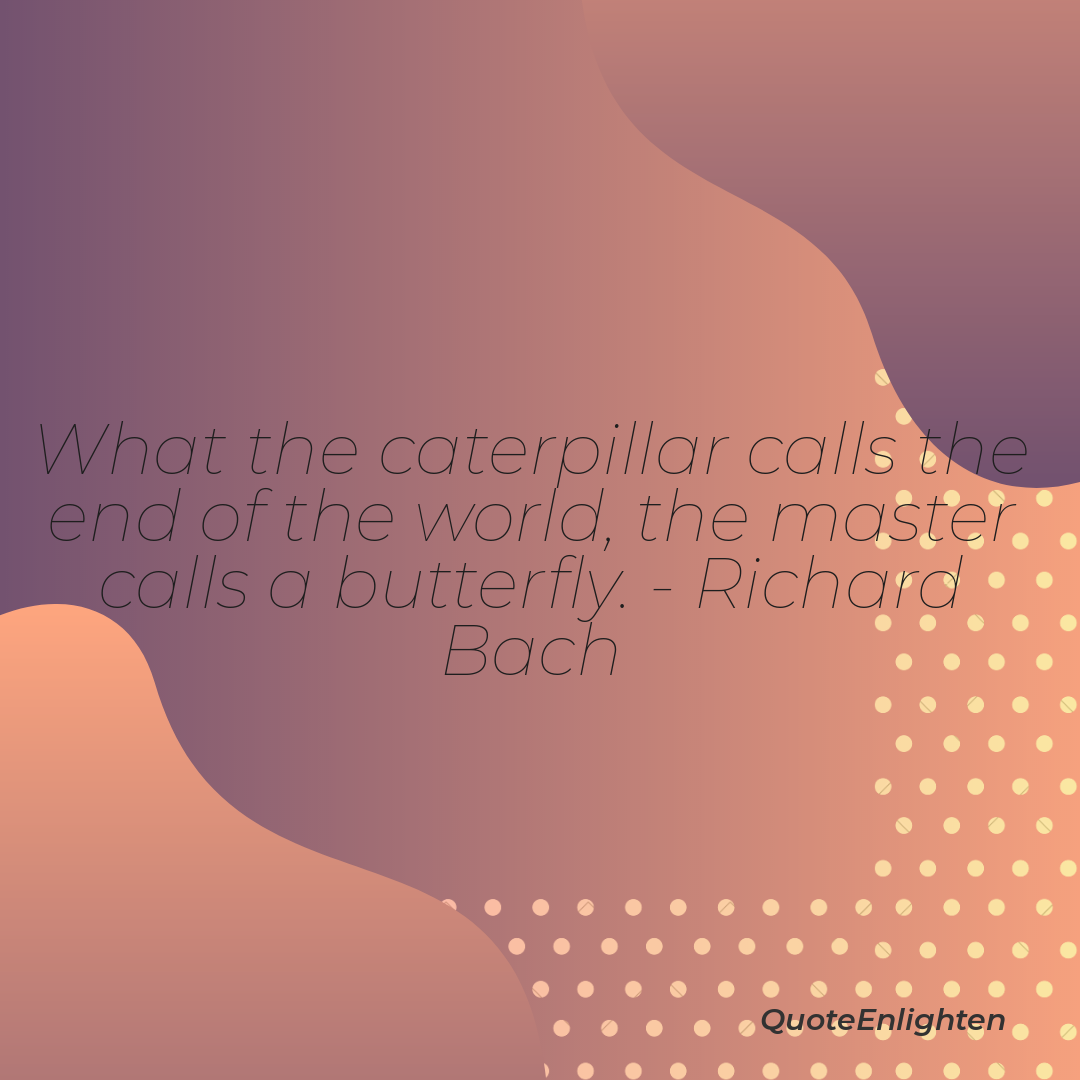 What the caterpillar calls the
end of the world, the master
calls a butterfly. - Richard
Bach
QuoteEnlighten